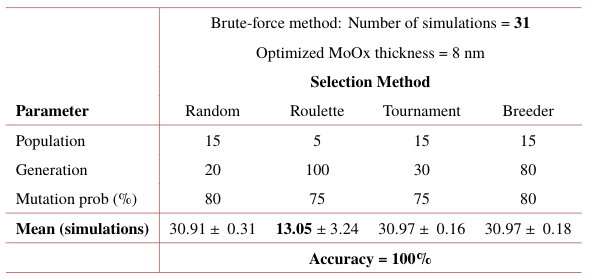 Brute-force method: Number of simulations = 31
Optimized MoOx thickness = 8 nm
Selection Method
Parameter Random Roulette Tournament Breeder
Population 15 5 15 15
Generation 20 100 30 80
Mutation prob (%) 80 75 75 80
Mean (simulations) 30.91 ± 0.31 13.05 ± 3.24 30.97 ± 0.16 30.97 ± 0.18
Accuracy = 100%